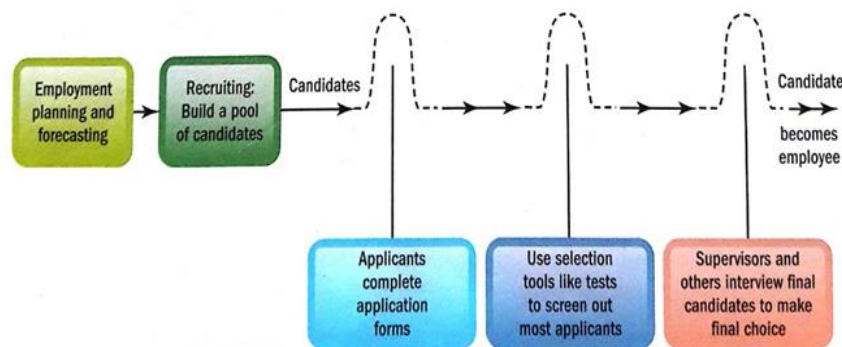 Employment
planning and
forecasting
Recruiting:
Build a pool
of candidates
Candidates
Applicants
complete
application
forms
Use selection
tools like tests
to screen out
most applicants
Supervisors and
others interview final
candidates to make
final choice
Candidate
becomes
employee